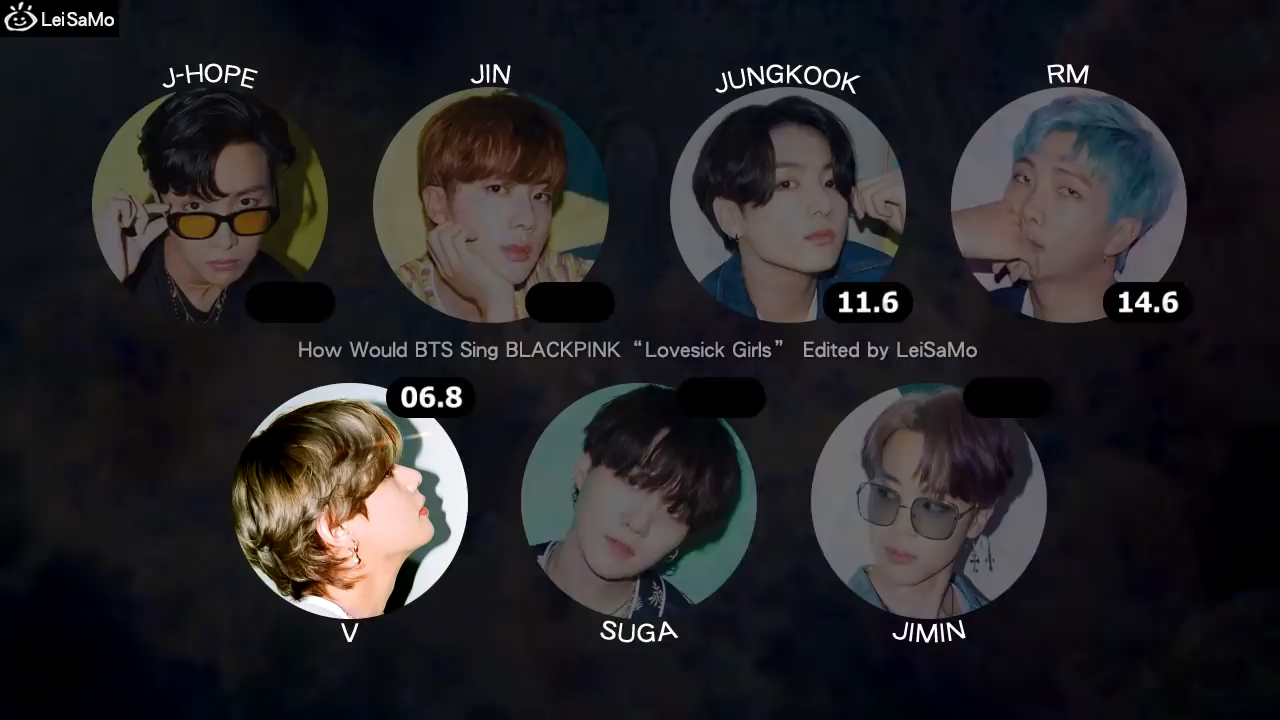 LeiSaMo
J-HOPE
JIN
JUNGKOOK
RM
11.6
14.6
How Would BTS Sing BLACKPINK “Lovesick Girls” Edited by LeiSaMo
06.8
V
SUGA
JIMIN